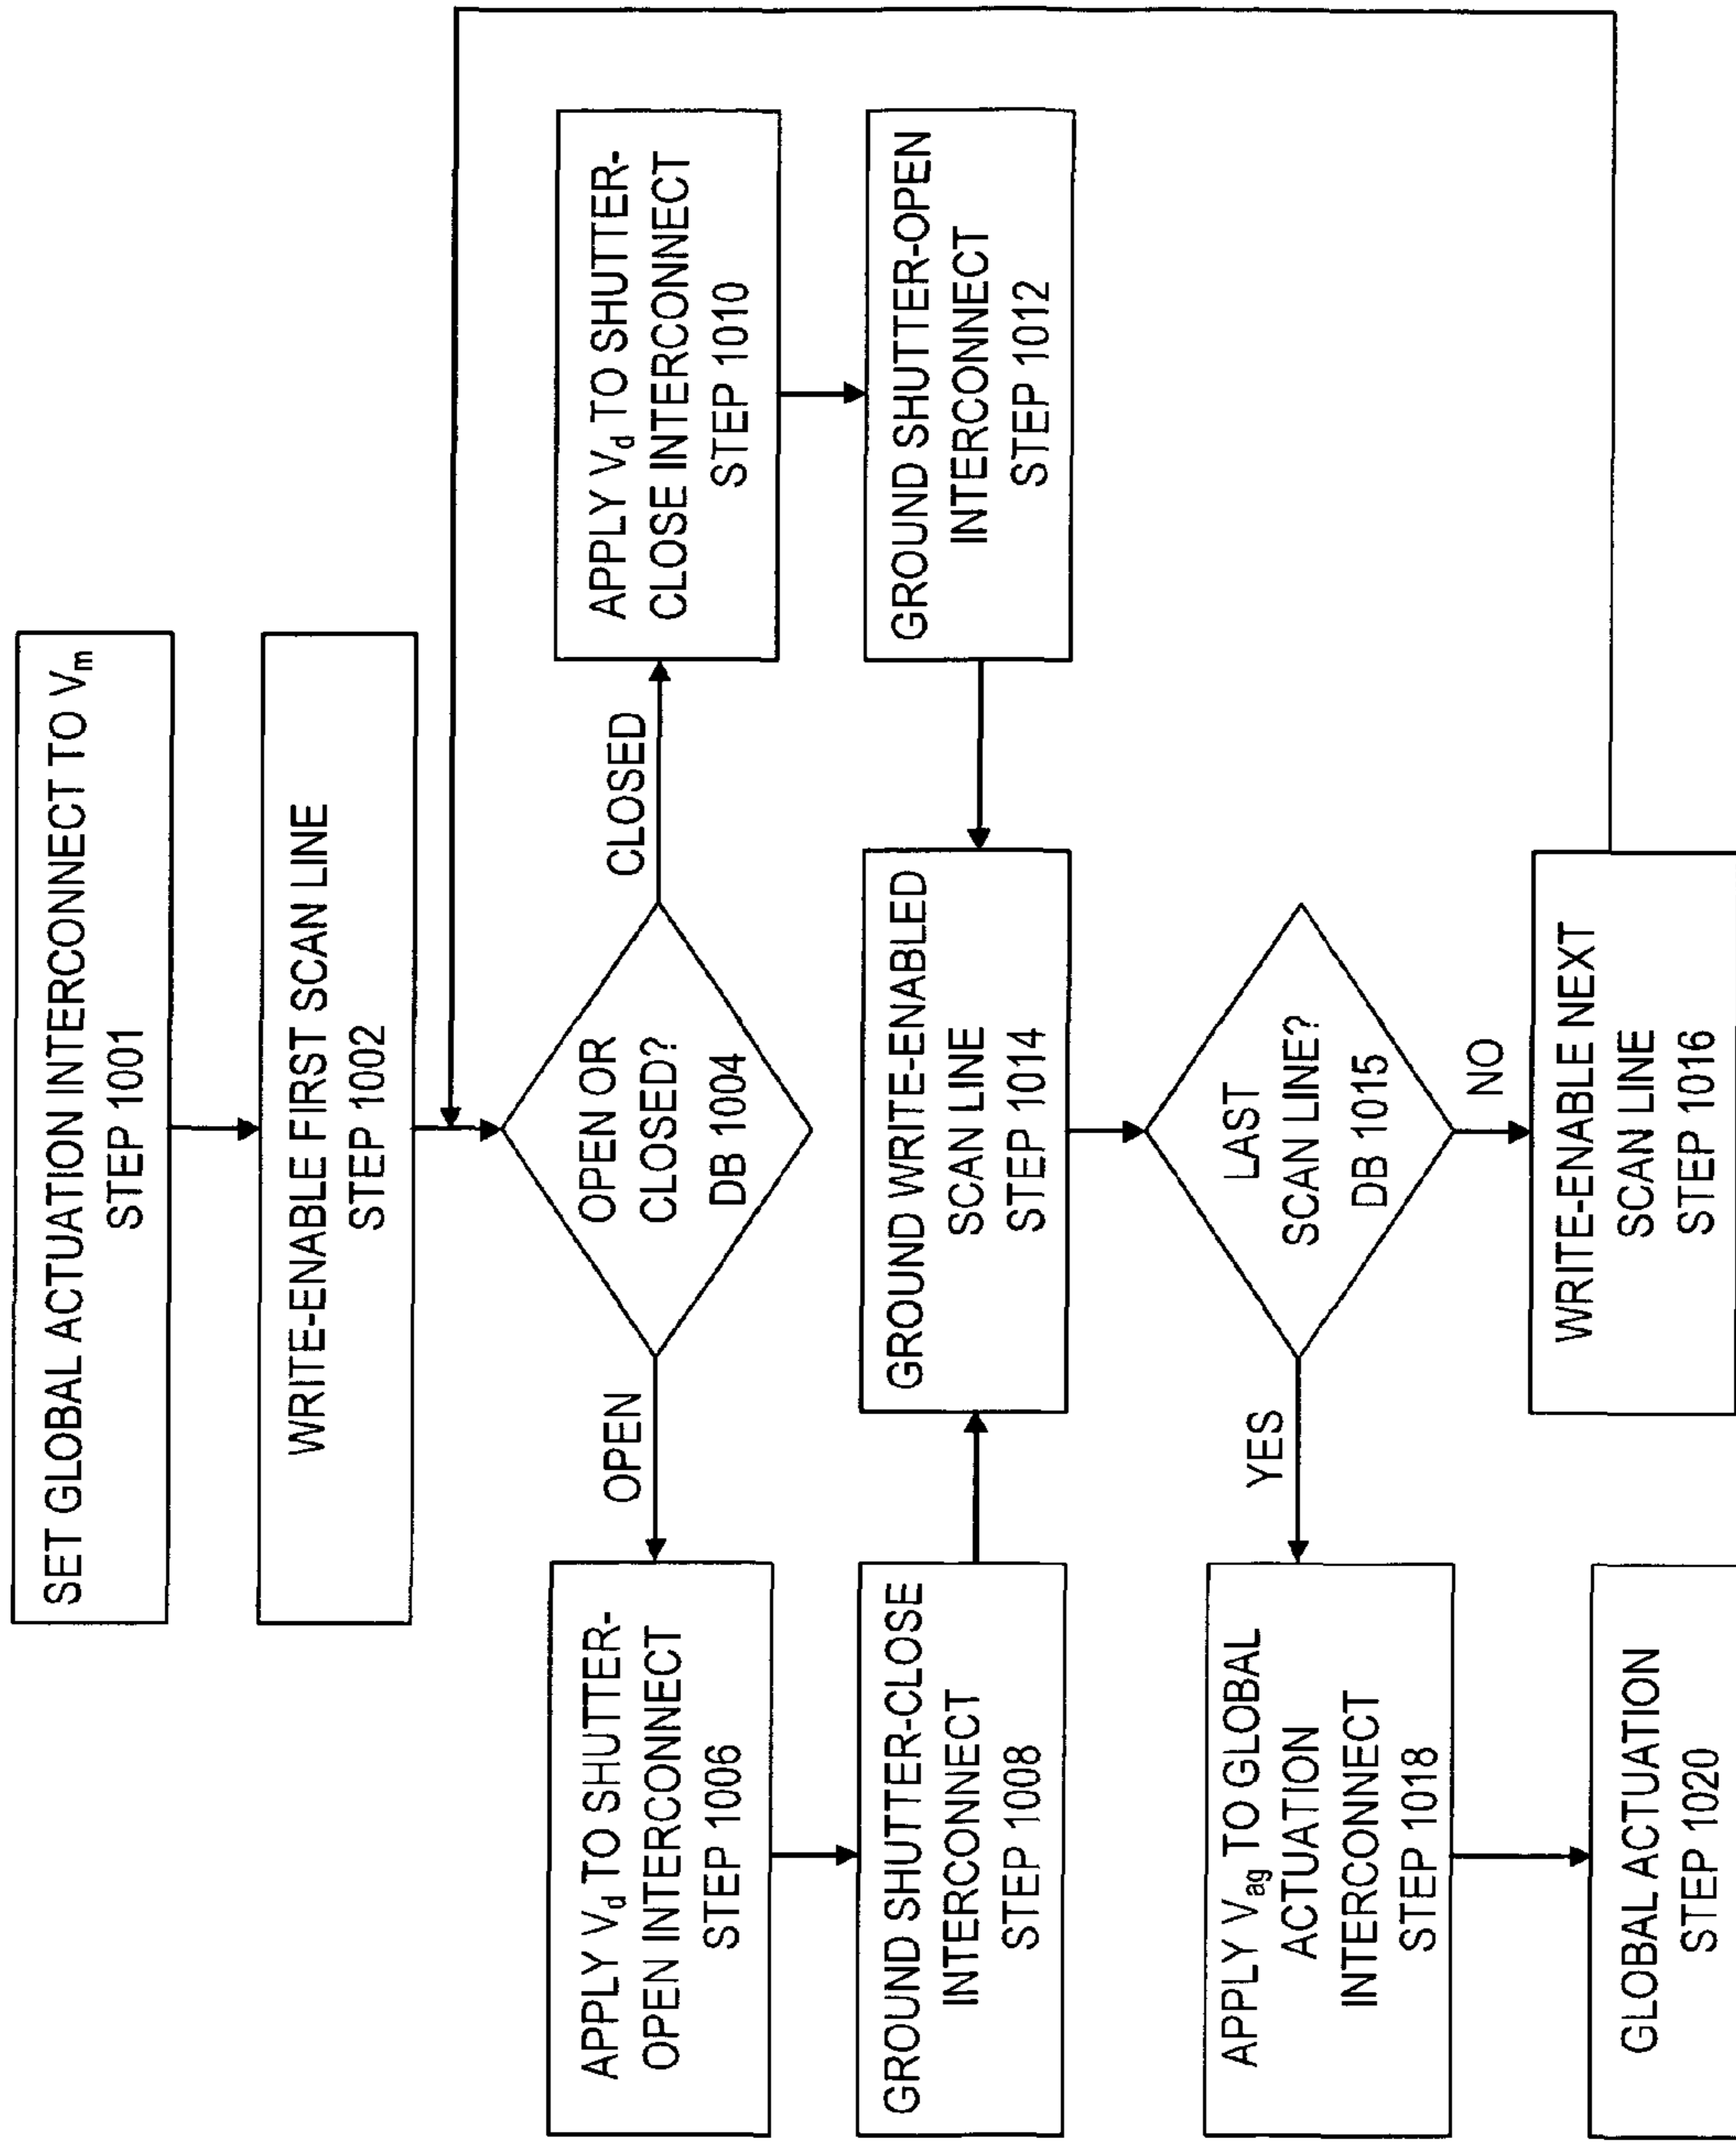 SET GLOBAL ACTUATION INTERCONNECT TO Vm
STEP 1001
WRITE-ENABLE FIRST SCAN LINE
STEP 1002
OPEN OR
CLOSED?
DB 1004
OPEN
CLOSED
APPLY Vd TO SHUTTER-
OPEN INTERCONNECT
STEP 1006
GROUND SHUTTER-CLOSE
INTERCONNECT
STEP 1008
APPLY Vd TO SHUTTER-
CLOSE INTERCONNECT
STEP 1010
GROUND SHUTTER-OPEN
INTERCONNECT
STEP 1012
GROUND WRITE-ENABLED
SCAN LINE
STEP 1014
LAST
SCAN LINE?
DB 1015
YES
NO
WRITE-ENABLE NEXT
SCAN LINE
STEP 1016
APPLY Vag TO GLOBAL
ACTUATION
INTERCONNECT
STEP 1018
GLOBAL ACTUATION
STEP 1020